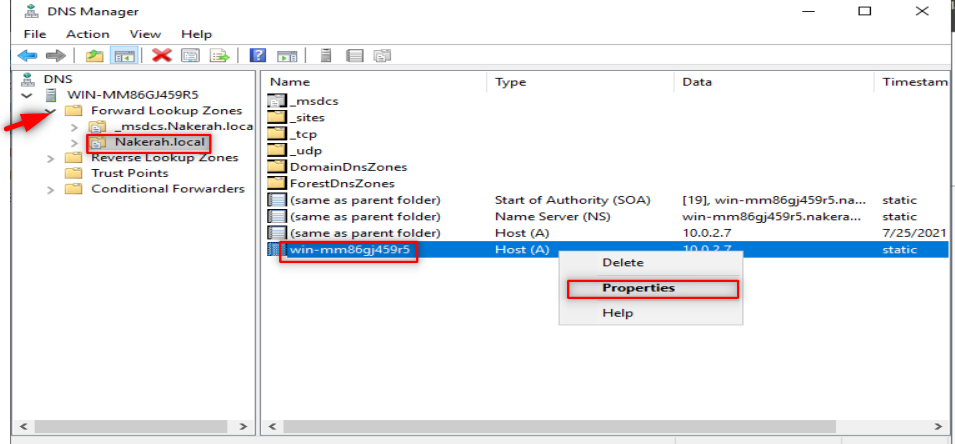 DNS Manager
File Action View Help
DNS
WIN-MM86GJ459R5
Forward Lookup Zones
_msdcs.Nakerah.loca
Nakerah.local
Reverse Lookup Zones
Trust Points
Conditional Forwarders
Name Type Data Timestam
_msdcs
_sites
_tcp
_udp
DomainDnsZones
ForestDnsZones
(same as parent folder) Start of Authority (SOA) [19], win-mm86gj459r5.na... static
(same as parent folder) Name Server (NS) win-mm86gj459r5.nakera... static
(same as parent folder) Host (A) 10.0.2.7 7/25/2021
win-mm86gj459r5 Host (A) 10.0.2.7 static
Delete
Properties
Help